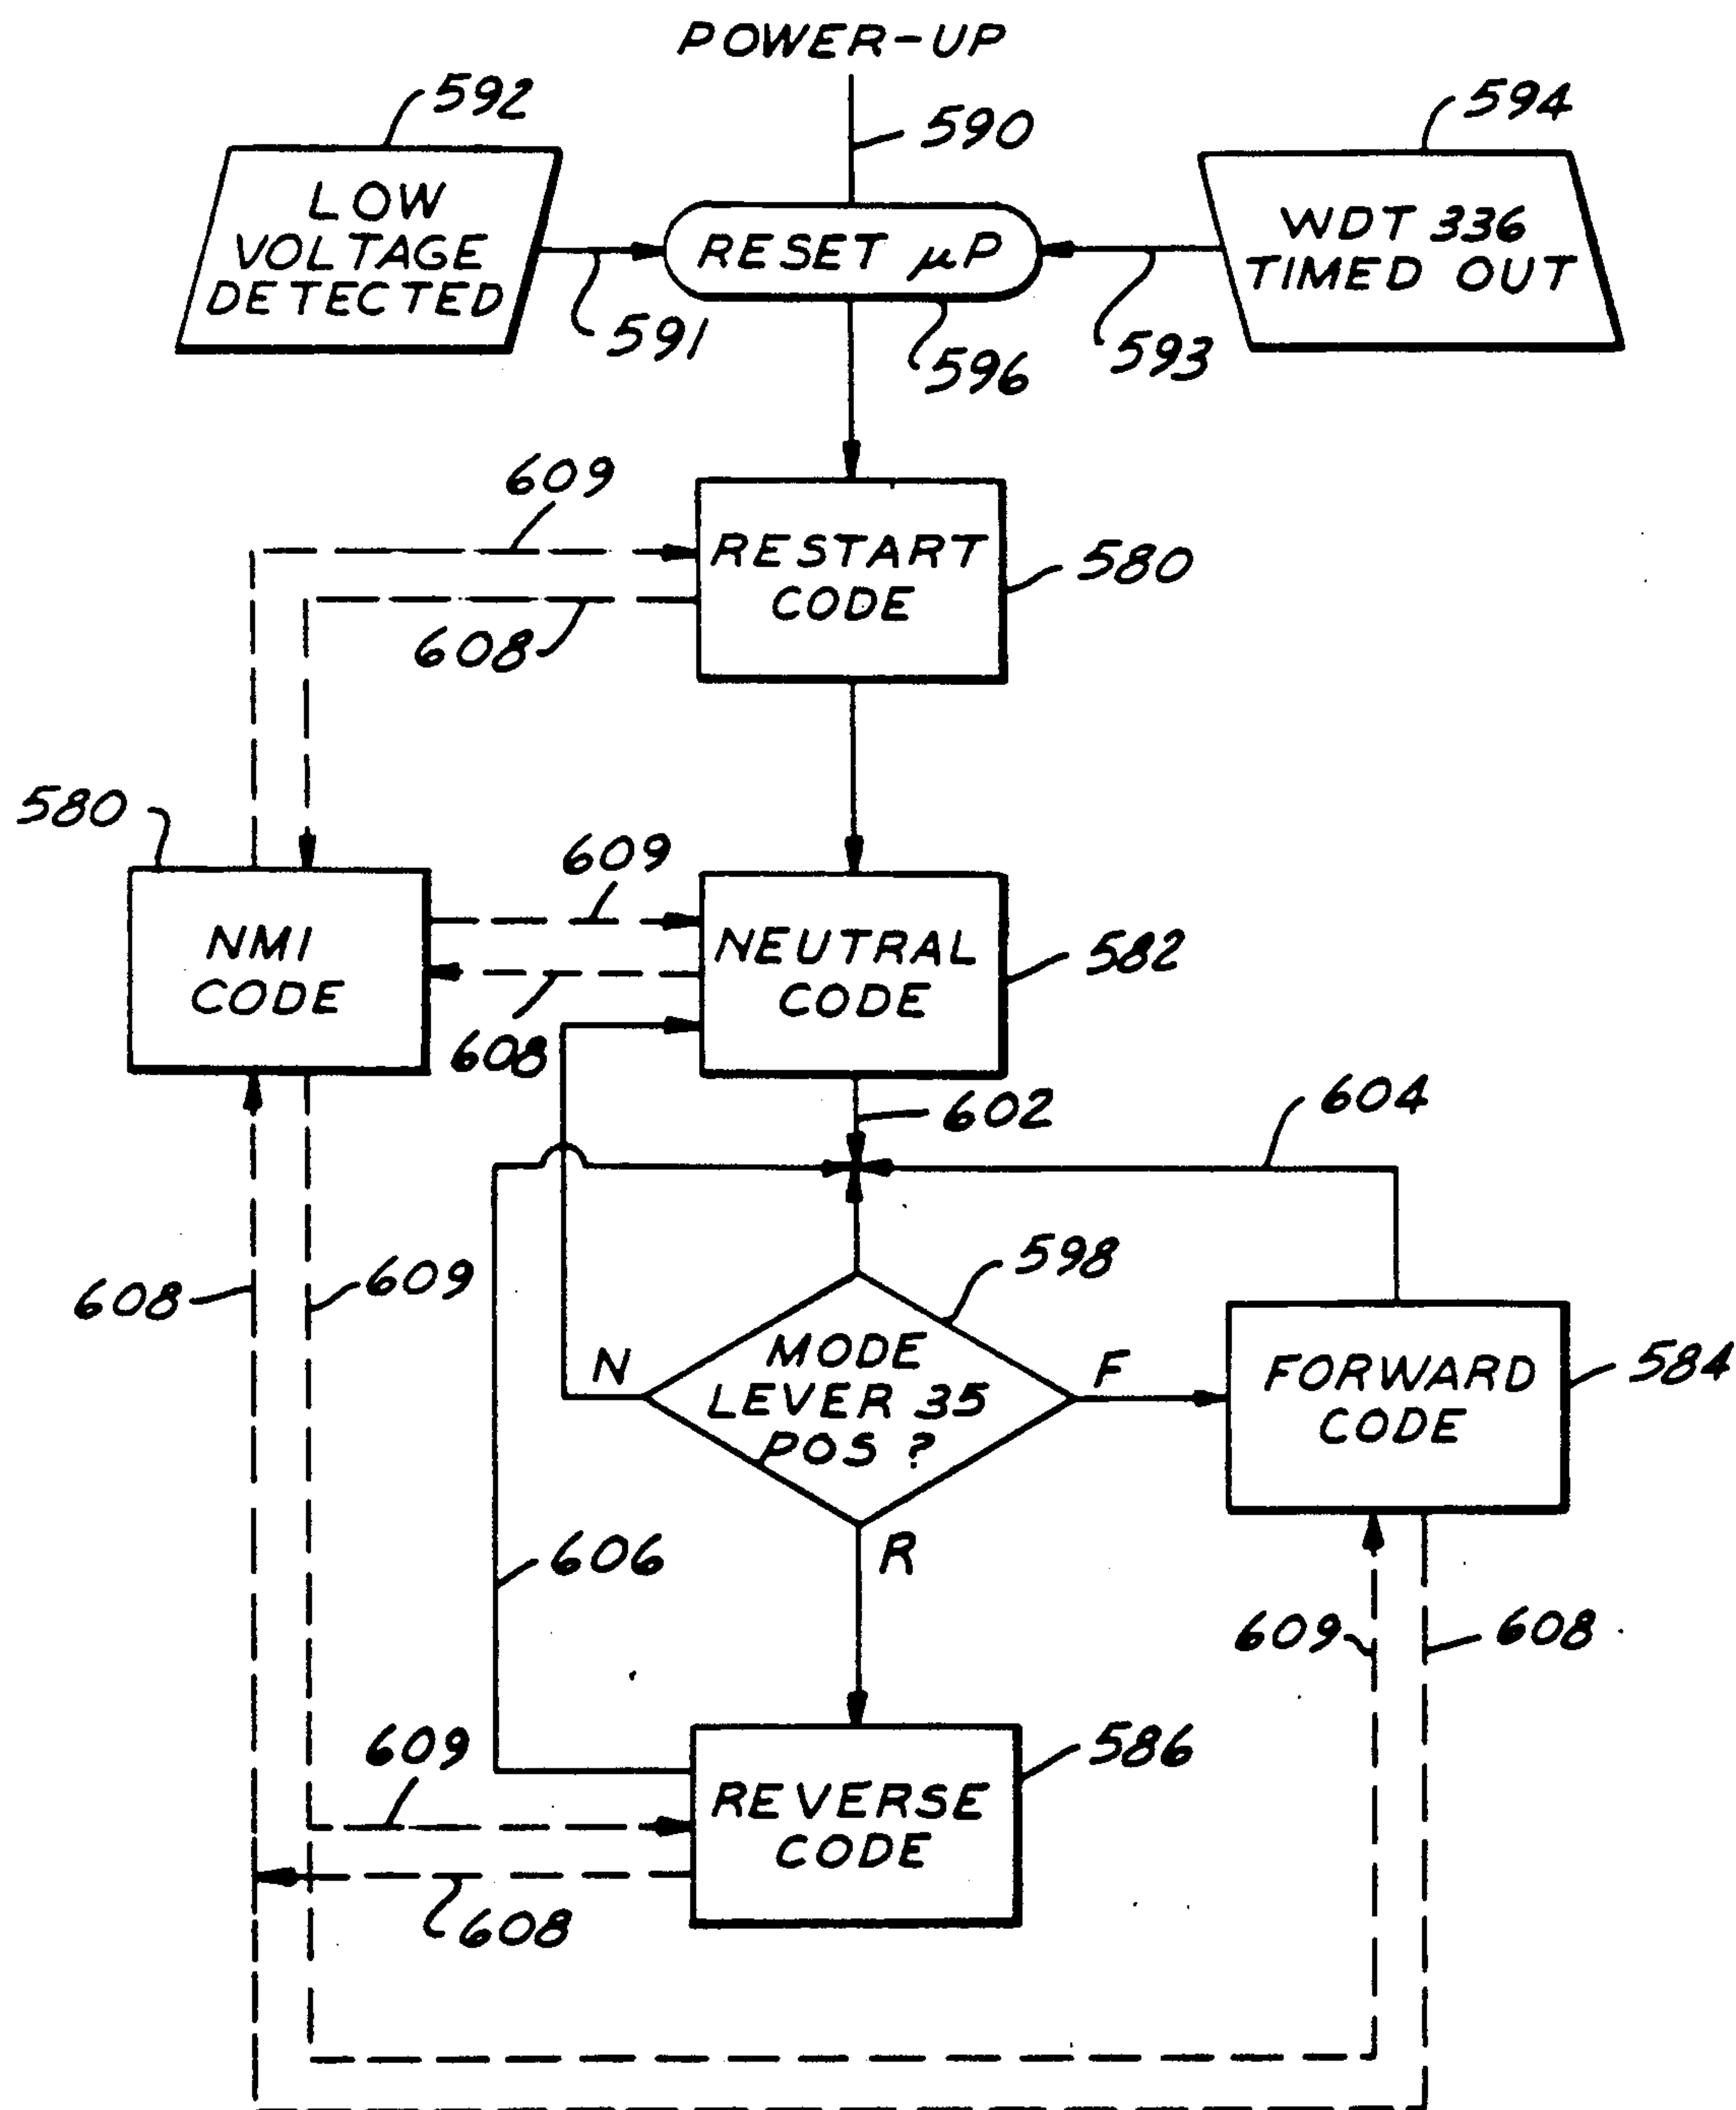 POWER-UP
592
590
594
LOW
VOLTAGE
DETECTED
RESET µP
WDT 336
TIMED OUT
591
596
593
609
RESTART
CODE
580
608
580
609
NMI
CODE
NEUTRAL
CODE
582
608
602
604
608
609
598
N
MODE
LEVER 35
POS ?
F
FORWARD
CODE
584
606
R
609
608
609
REVERSE
CODE
586
608